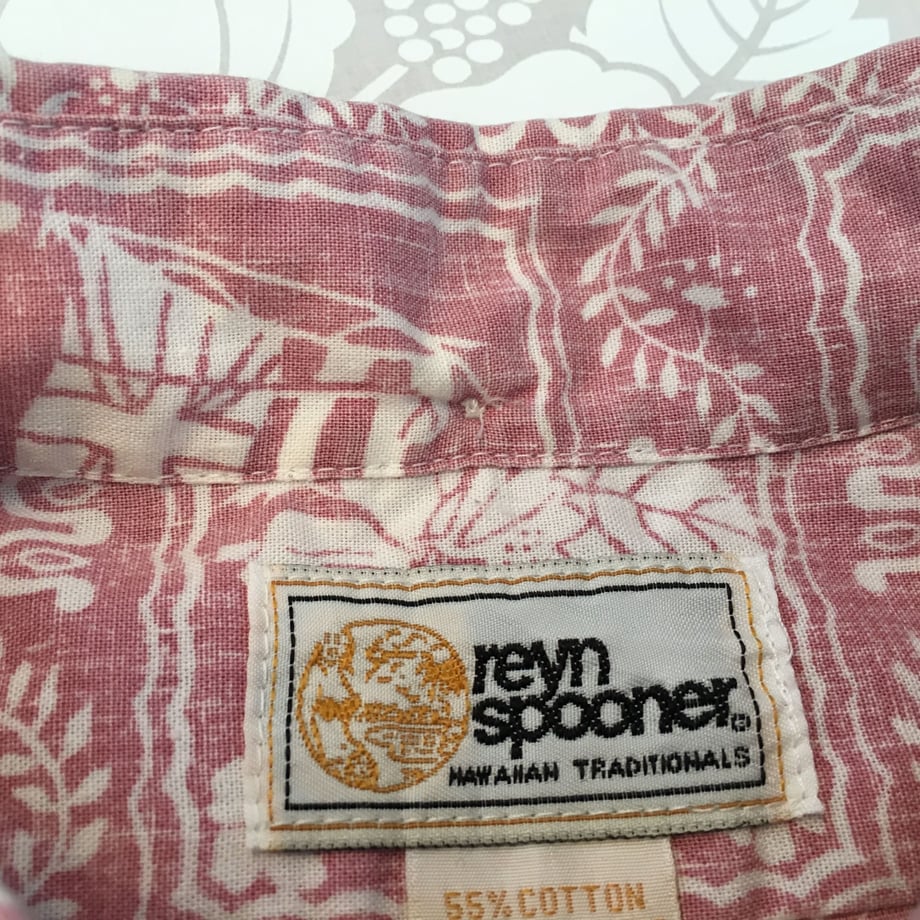 reyn
spooner®
HAWAIIAN TRADITIONALS
55% COTTON